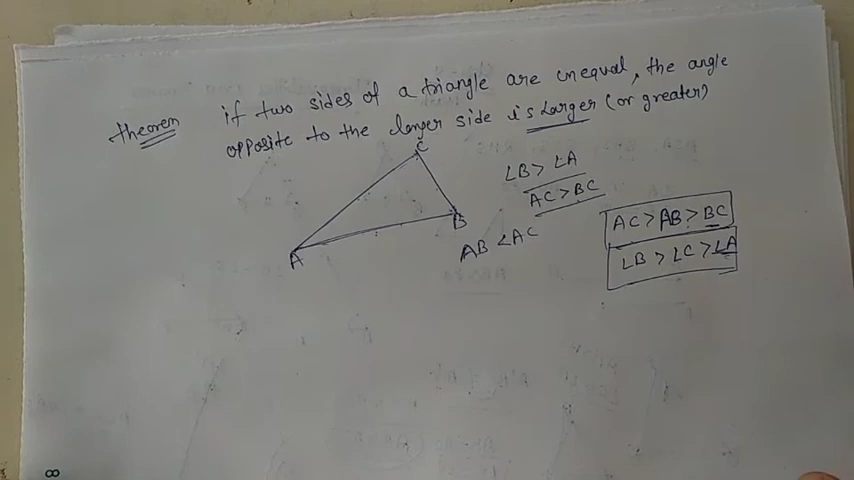 Theorem if two sides of a triangle are unequal, the angle
opposite to the longer side is Larger (or greater)
C
∠B > ∠A
AC > BC
B
A
AB < AC
AC > AB > BC
∠B > ∠C > ∠A
8